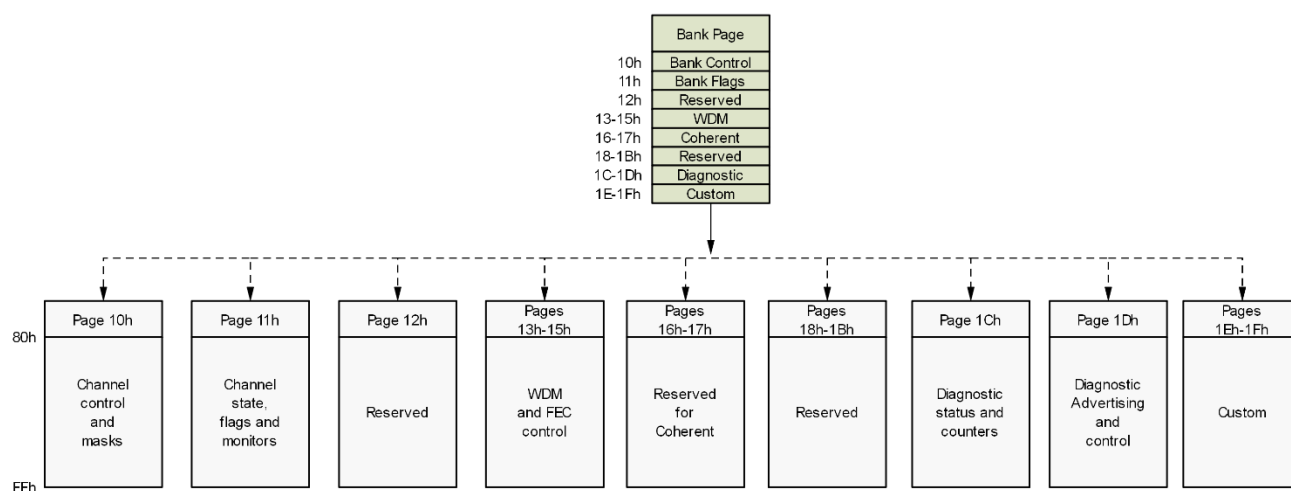 Bank Page
10h Bank Control
11h Bank Flags
12h Reserved
13-15h WDM
16-17h Coherent
18-1Bh Reserved
1C-1Dh Diagnostic
1E-1Fh Custom
Page 10h
Page 11h
Page 12h
Pages
13h-15h
Pages
16h-17h
Pages
18h-1Bh
Page 1Ch
Page 1Dh
Pages
1Eh-1Fh
80h
Channel
control
and
masks
Channel
state,
flags and
monitors
Reserved
WDM
and FEC
control
Reserved
for
Coherent
Reserved
Diagnostic
status and
counters
Diagnostic
Advertising
and
control
Custom
FFh